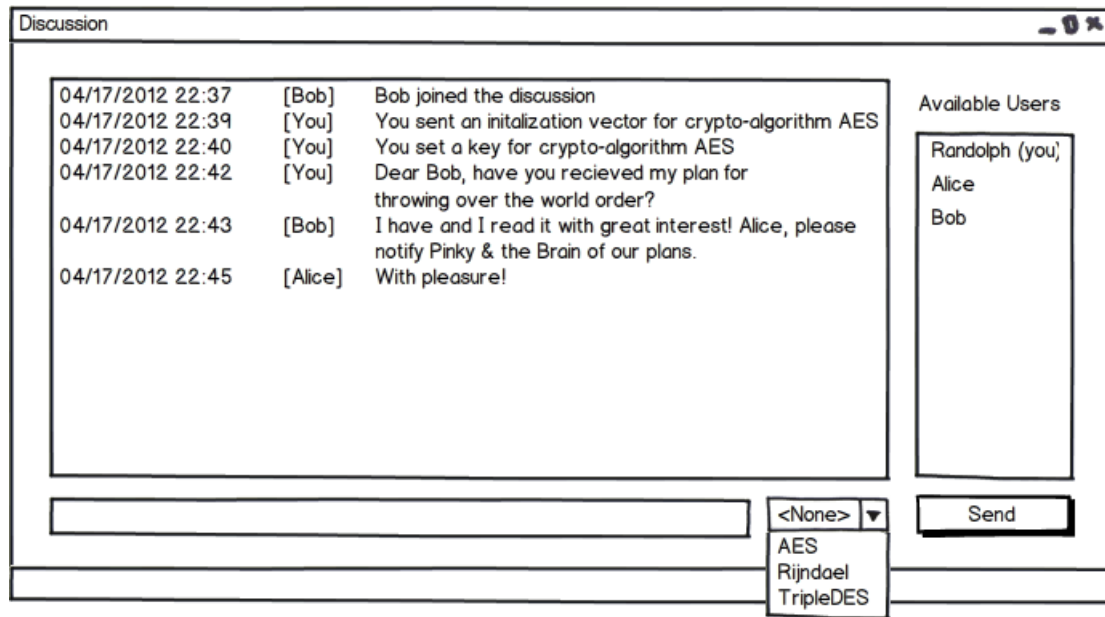 Discussion
04/17/2012 22:37 [Bob] Bob joined the discussion
04/17/2012 22:39 [You] You sent an initalization vector for crypto-algorithm AES
04/17/2012 22:40 [You] You set a key for crypto-algorithm AES
04/17/2012 22:42 [You] Dear Bob, have you recieved my plan for
throwing over the world order?
04/17/2012 22:43 [Bob] I have and I read it with great interest! Alice, please
notify Pinky & the Brain of our plans.
04/17/2012 22:45 [Alice] With pleasure!
Available Users
Randolph (you)
Alice
Bob
<None>
Send
AES
Rijndael
TripleDES